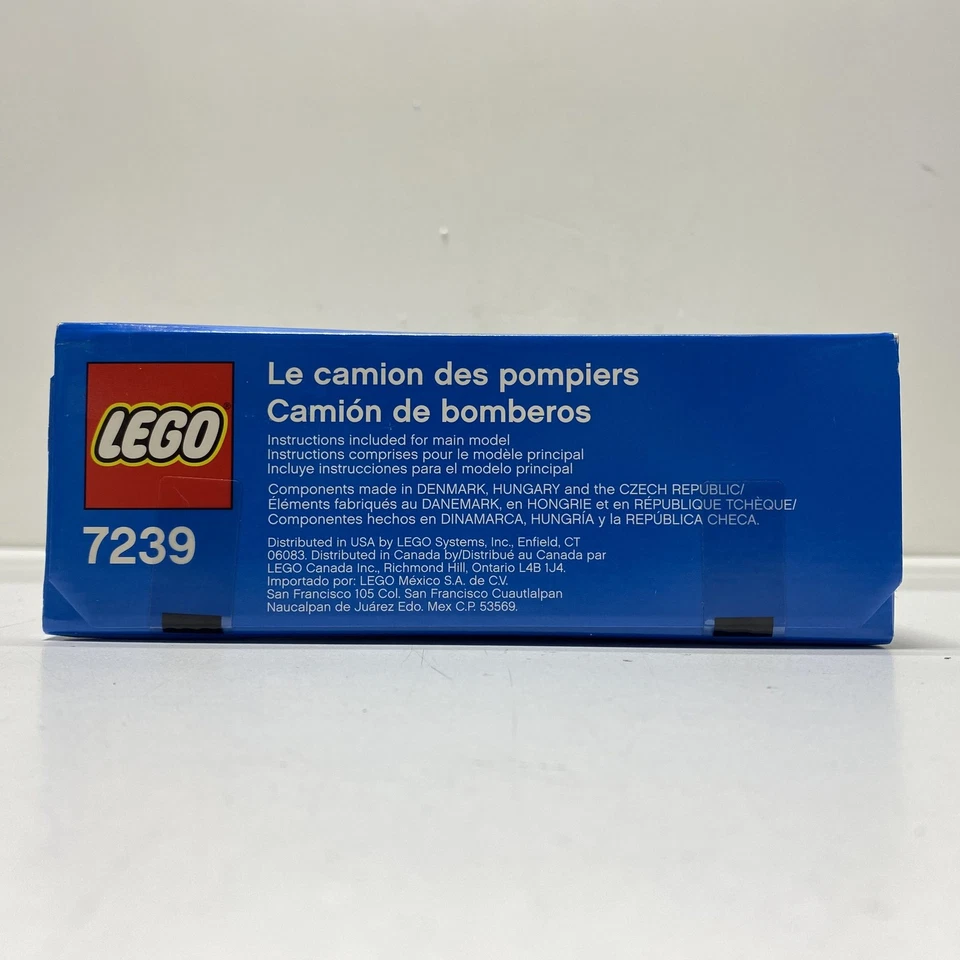 LEGO
®
7239
Le camion des pompiers
Camión de bomberos
Instructions included for main model
Instructions comprises pour le modèle principal
Incluye instrucciones para el modelo principal
Components made in DENMARK, HUNGARY and the CZECH REPUBLIC/
Éléments fabriqués au DANEMARK, en HONGRIE et en RÉPUBLIQUE TCHÈQUE/
Componentes hechos en DINAMARCA, HUNGRÍA y la REPÚBLICA CHECA.
Distributed in USA by LEGO Systems, Inc., Enfield, CT
06083. Distributed in Canada by/Distribué au Canada par
LEGO Canada Inc., Richmond Hill, Ontario L4B 1J4.
Importado por: LEGO México S.A. de C.V.
San Francisco 105 Col. San Francisco Cuautlalpan
Naucalpan de Juárez Edo. Mex C.P. 53569.